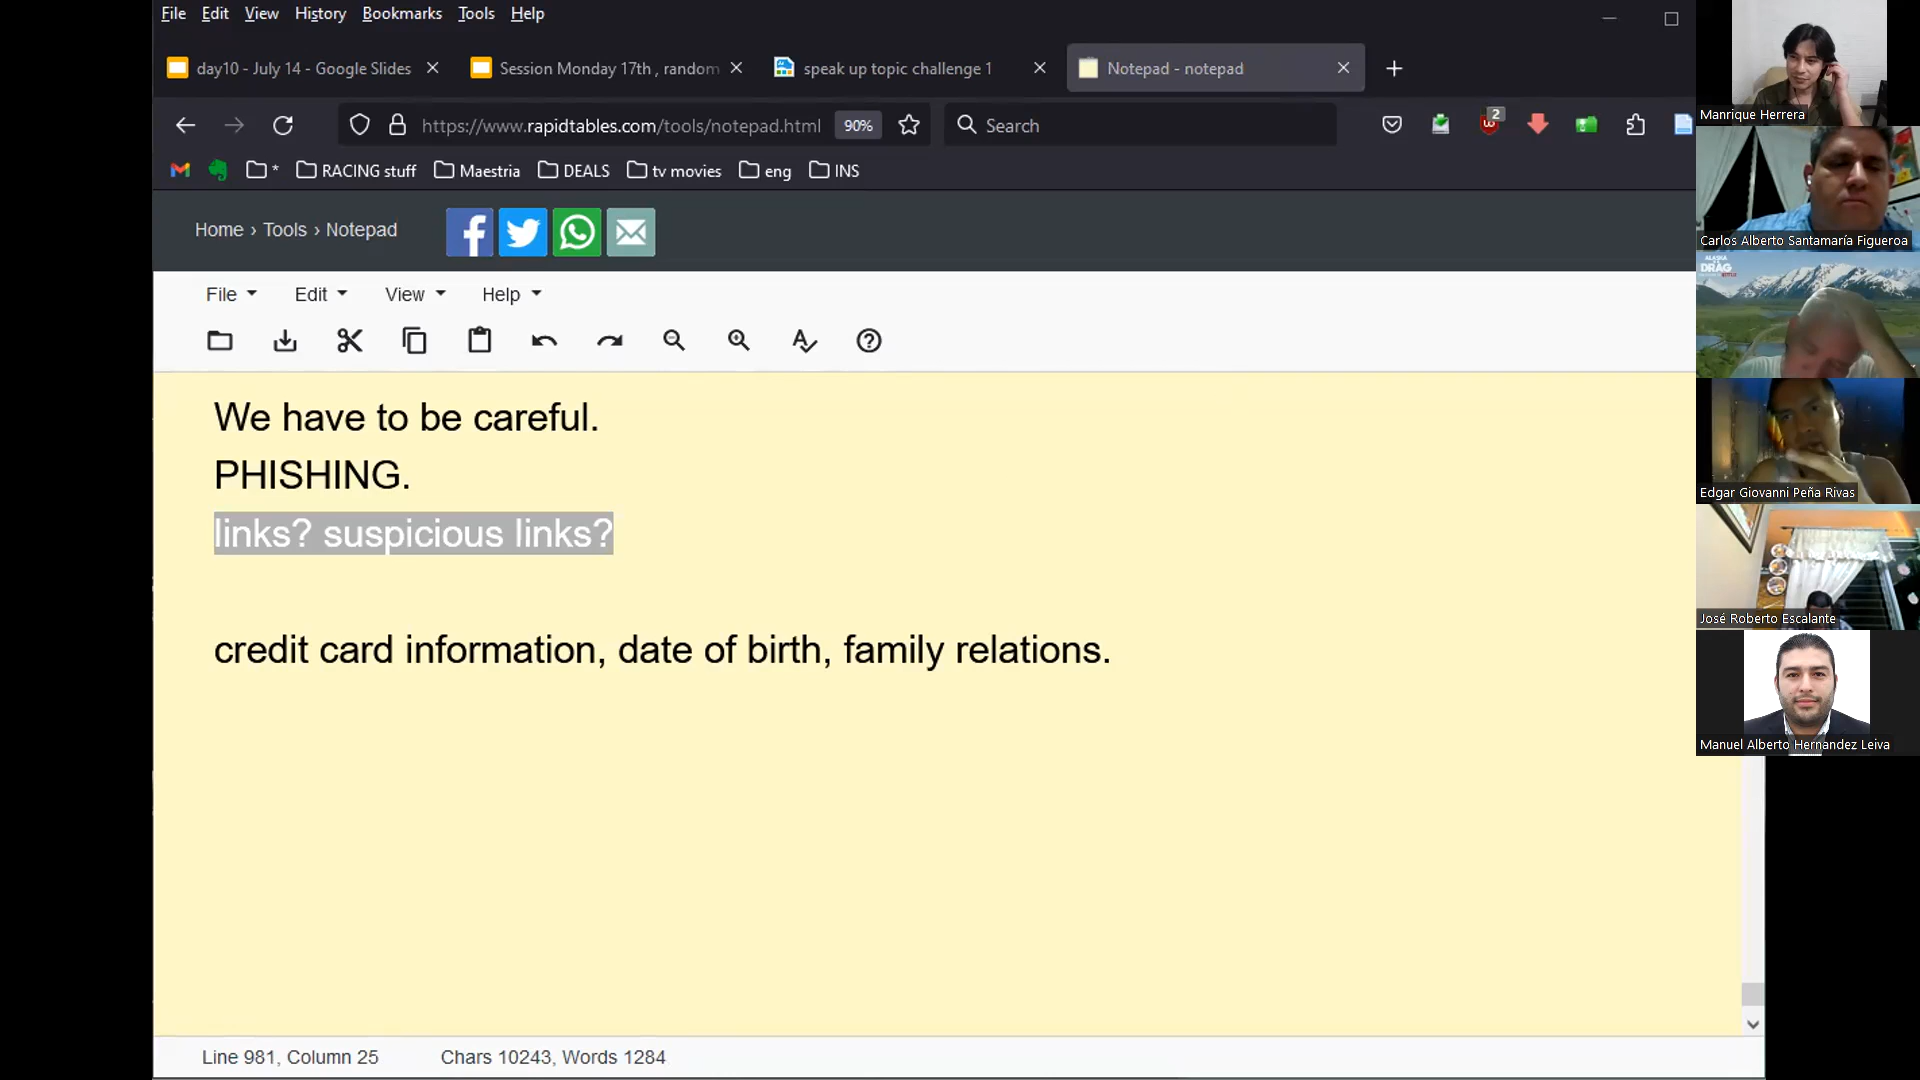 File Edit View History Bookmarks Tools Help
day10 - July 14 - Google Slides
Session Monday 17th , random
speak up topic challenge 1
Notepad - notepad
https://www.rapidtables.com/tools/notepad.html
90%
Search
2
*
RACING stuff
Maestria
DEALS
tv movies
eng
INS
Home › Tools › Notepad
File Edit View Help
We have to be careful.
PHISHING.
links? suspicious links?
credit card information, date of birth, family relations.
Line 981, Column 25
Chars 10243, Words 1284
Manrique Herrera
Carlos Alberto Santamaría Figueroa
ALASKA
DRAG
Edgar Giovanni Peña Rivas
José Roberto Escalante
Manuel Alberto Hernandez Leiva